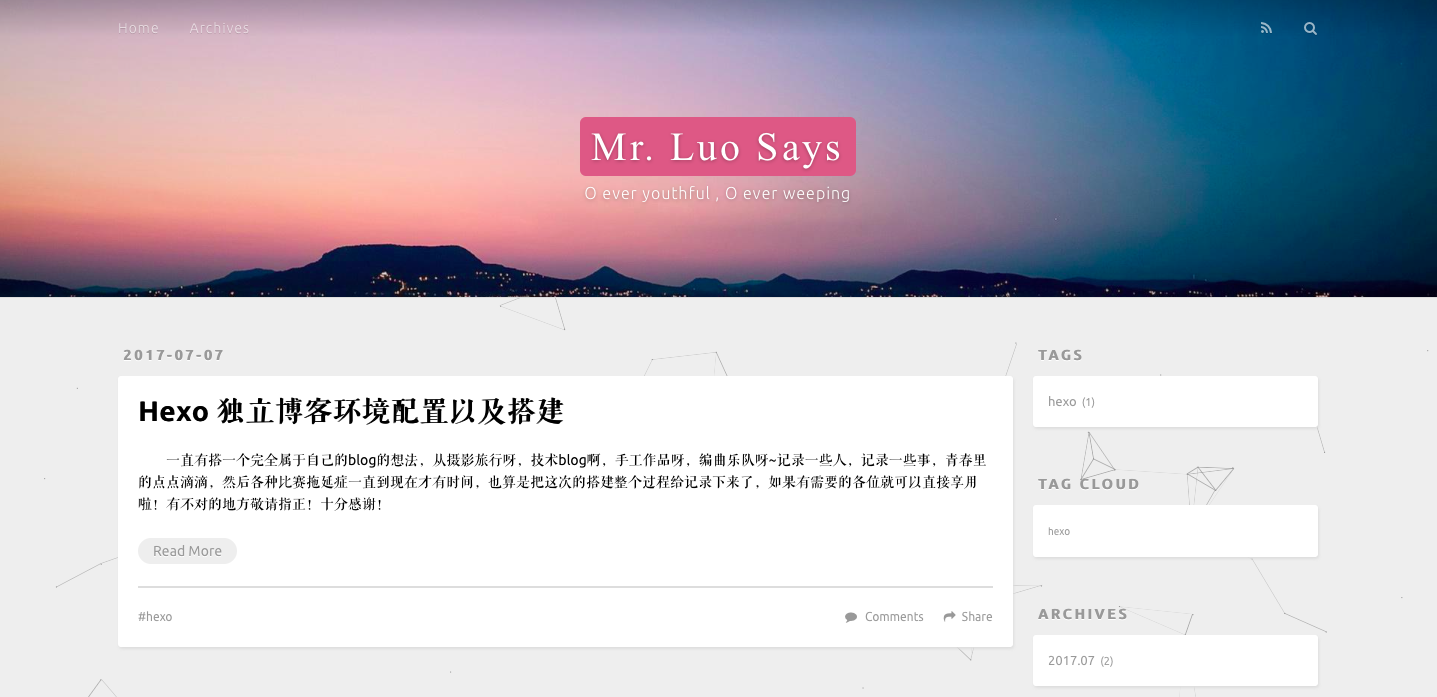 Home Archives
Mr. Luo Says
O ever youthful , O ever weeping
2017-07-07
Hexo 独立博客环境配置以及搭建
一直有搭一个完全属于自己的blog的想法，从摄影旅行呀，技术blog啊，手工作品呀，编曲乐队呀~记录一些人，记录一些事，青春里
的点点滴滴，然后各种比赛拖延症一直到现在才有时间，也算是把这次的搭建整个过程给记录下来了，如果有需要的各位就可以直接享用
啦！有不对的地方敬请指正！十分感谢！
Read More
#hexo Comments Share
TAGS
hexo (1)
TAG CLOUD
hexo
ARCHIVES
2017.07 (2)